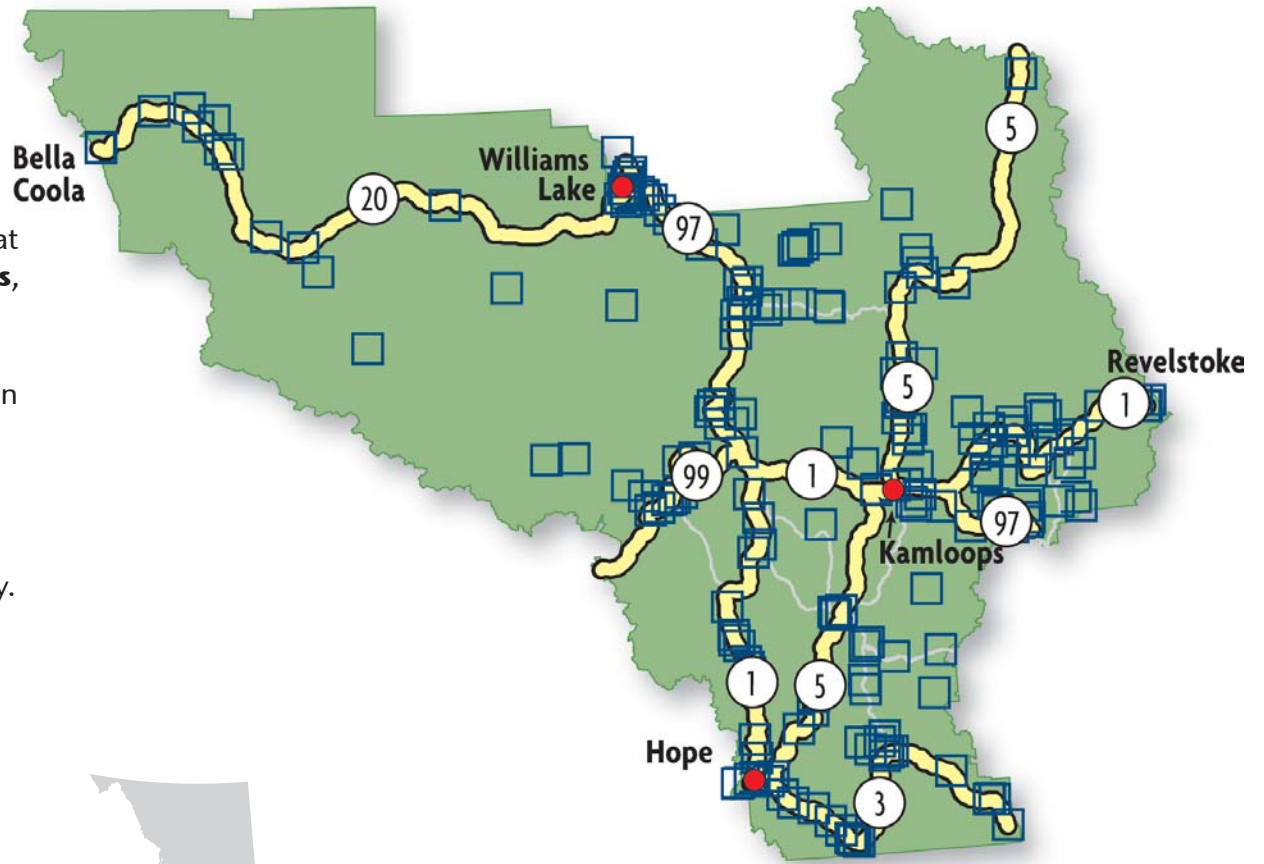 Bella
Coola
at
s,
n
y.
Williams
Lake
20
97
5
5
Revelstoke
1
99
1
97
Kamloops
1
5
Hope
3